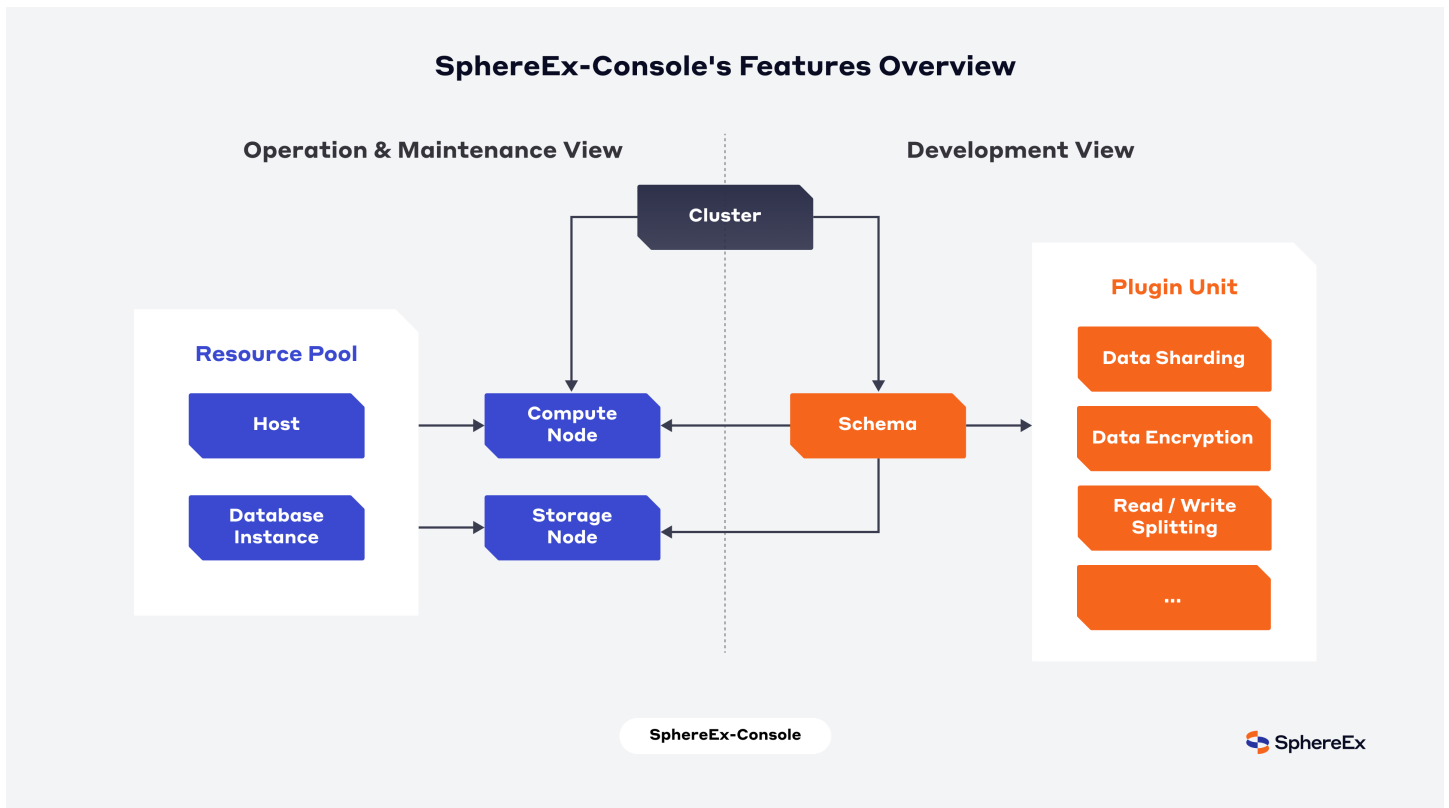 SphereEx-Console's Features Overview
Operation & Maintenance View
Development View
Cluster
Resource Pool
Host
Database
Instance
Compute
Node
Storage
Node
Schema
Plugin Unit
Data Sharding
Data Encryption
Read / Write
Splitting
...
SphereEx-Console
SphereEx